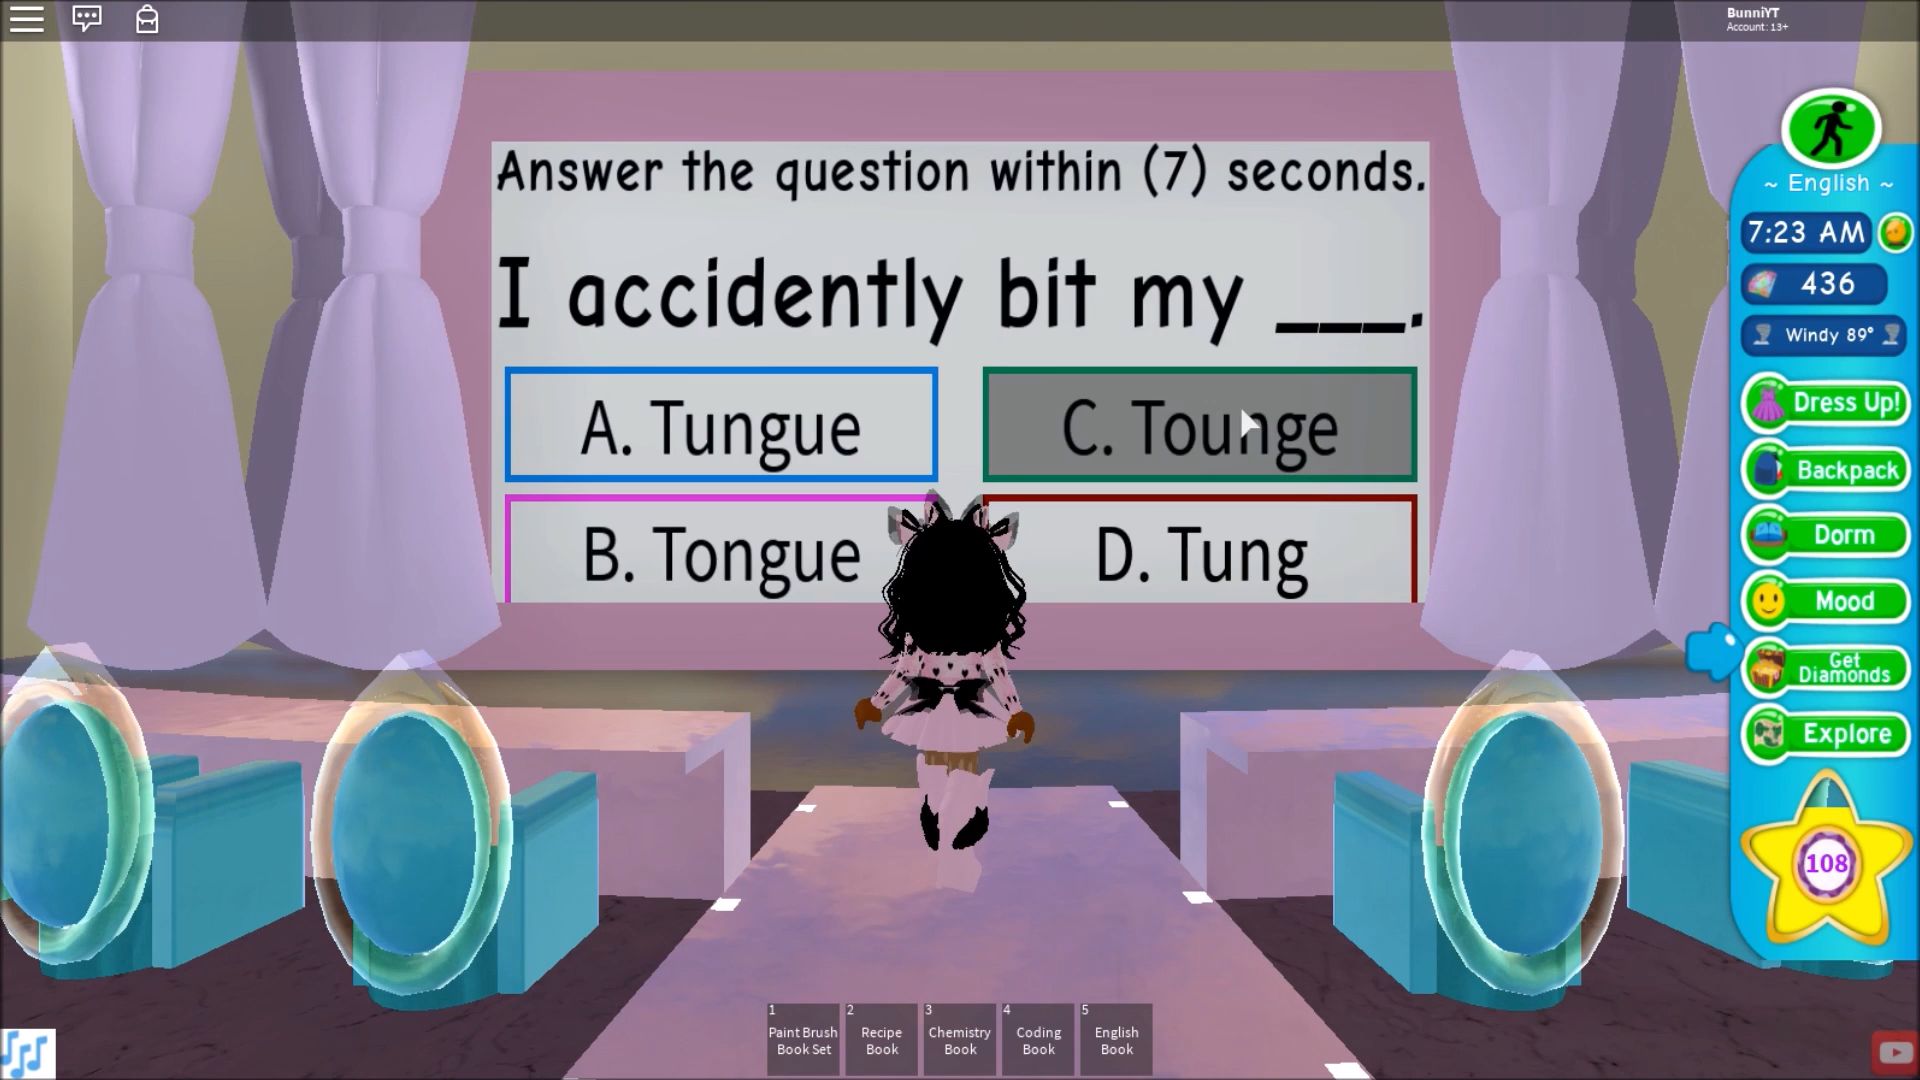 BunniYT
Account: 13+
Answer the question within (7) seconds.
I accidently bit my ___.
A. Tungue
C. Tounge
B. Tongue
D. Tung
~ English ~
7:23 AM
436
Windy 89°
Dress Up!
Backpack
Dorm
Mood
Get
Diamonds
Explore
108
1
Paint Brush
Book Set
2
Recipe
Book
3
Chemistry
Book
4
Coding
Book
5
English
Book